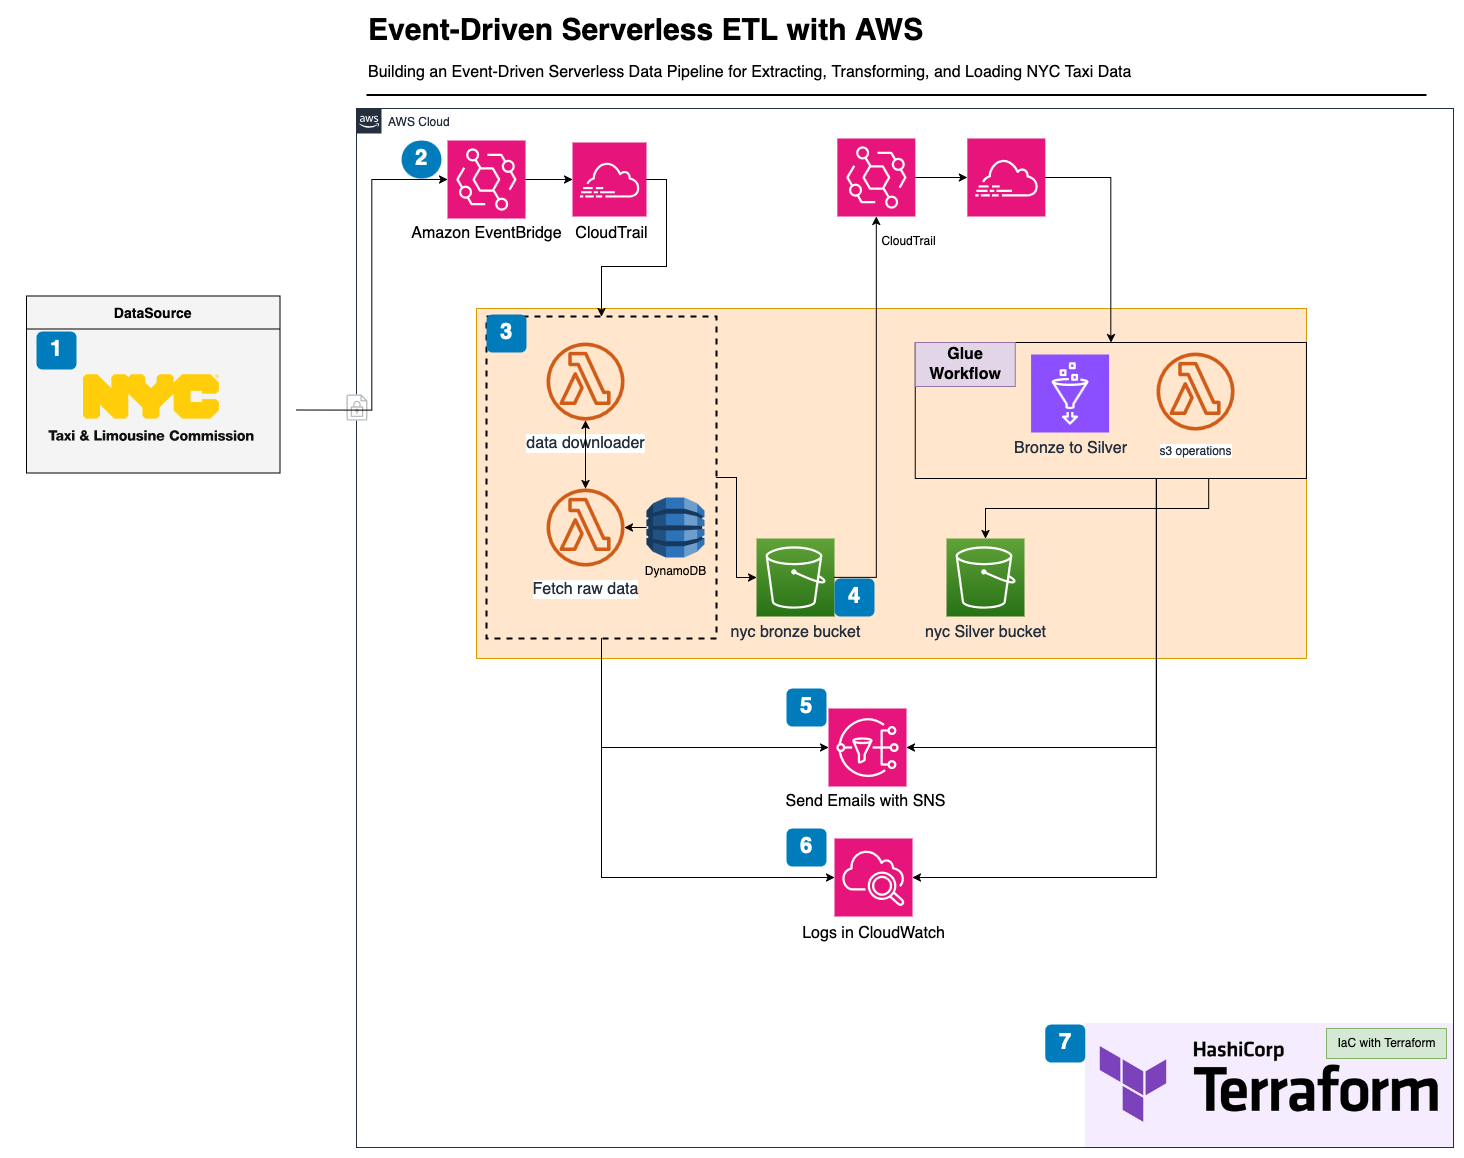 Event-Driven Serverless ETL with AWS
Building an Event-Driven Serverless Data Pipeline for Extracting, Transforming, and Loading NYC Taxi Data
aws
AWS Cloud
2
Amazon EventBridge
CloudTrail
CloudTrail
DataSource
1
NYC
Taxi & Limousine Commission
3
data downloader
Fetch raw data
DynamoDB
Glue
Workflow
Bronze to Silver
s3 operations
4
nyc bronze bucket
nyc Silver bucket
5
Send Emails with SNS
6
Logs in CloudWatch
7
IaC with Terraform
HashiCorp
Terraform